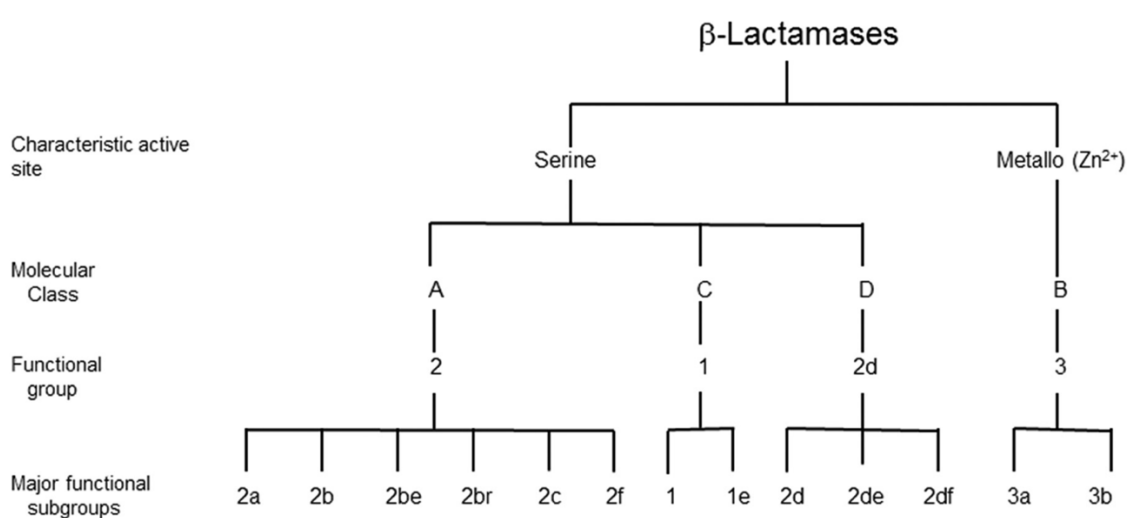 β-Lactamases
Characteristic active
site
Serine
Metallo (Zn²⁺)
Molecular
Class
A
C
D
B
Functional
group
2
1
2d
3
Major functional
subgroups
2a
2b
2be
2br
2c
2f
1
1e
2d
2de
2df
3a
3b